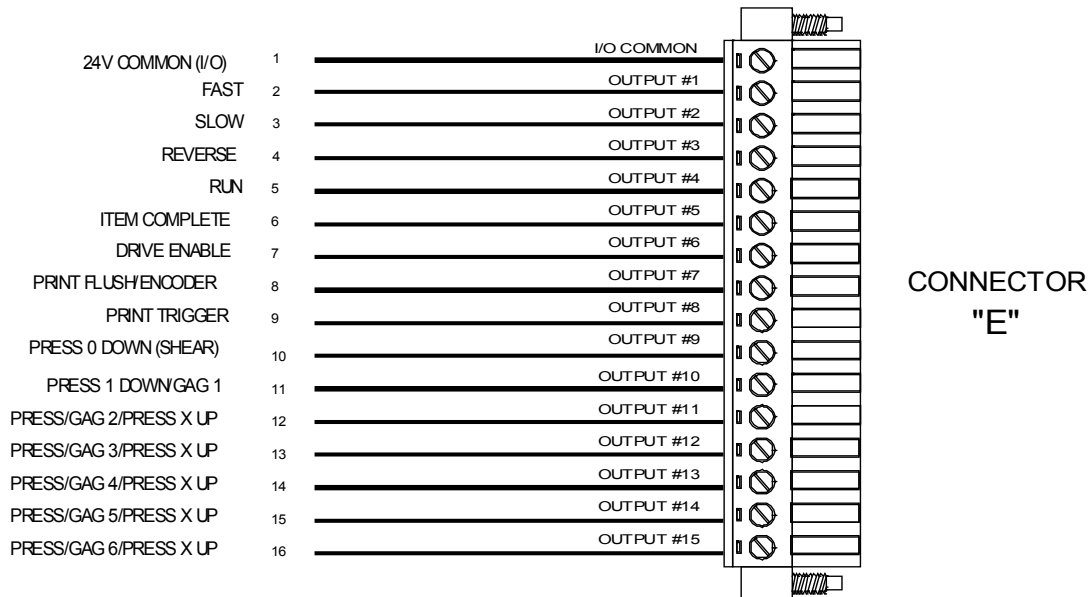 24V COMMON (I/O) 1 I/O COMMON
FAST 2 OUTPUT #1
SLOW 3 OUTPUT #2
REVERSE 4 OUTPUT #3
RUN 5 OUTPUT #4
ITEM COMPLETE 6 OUTPUT #5
DRIVE ENABLE 7 OUTPUT #6
PRINT FLUSH/ENCODER 8 OUTPUT #7
PRINT TRIGGER 9 OUTPUT #8
PRESS 0 DOWN (SHEAR) 10 OUTPUT #9
PRESS 1 DOWN/GAG 1 11 OUTPUT #10
PRESS/GAG 2/PRESS X UP 12 OUTPUT #11
PRESS/GAG 3/PRESS X UP 13 OUTPUT #12
PRESS/GAG 4/PRESS X UP 14 OUTPUT #13
PRESS/GAG 5/PRESS X UP 15 OUTPUT #14
PRESS/GAG 6/PRESS X UP 16 OUTPUT #15
CONNECTOR
"E"